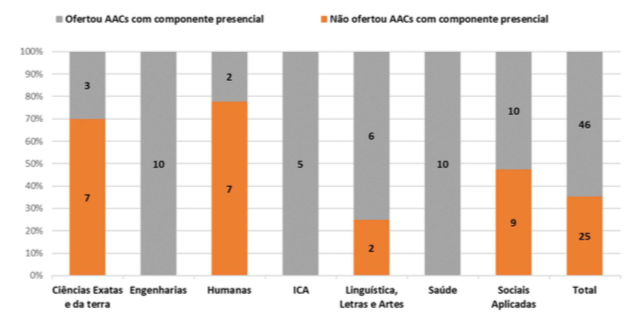 Ofertou AACs com componente presencial Não ofertou AACs com componente presencial
100%
90%
80%
70%
60%
50%
40%
30%
20%
10%
0%
3 10 2 5 6 10 10 46
7 7 2 9 25
Ciências Exatas e da terra
Engenharias
Humanas
ICA
Linguística,
Letras e Artes
Saúde
Sociais
Aplicadas
Total